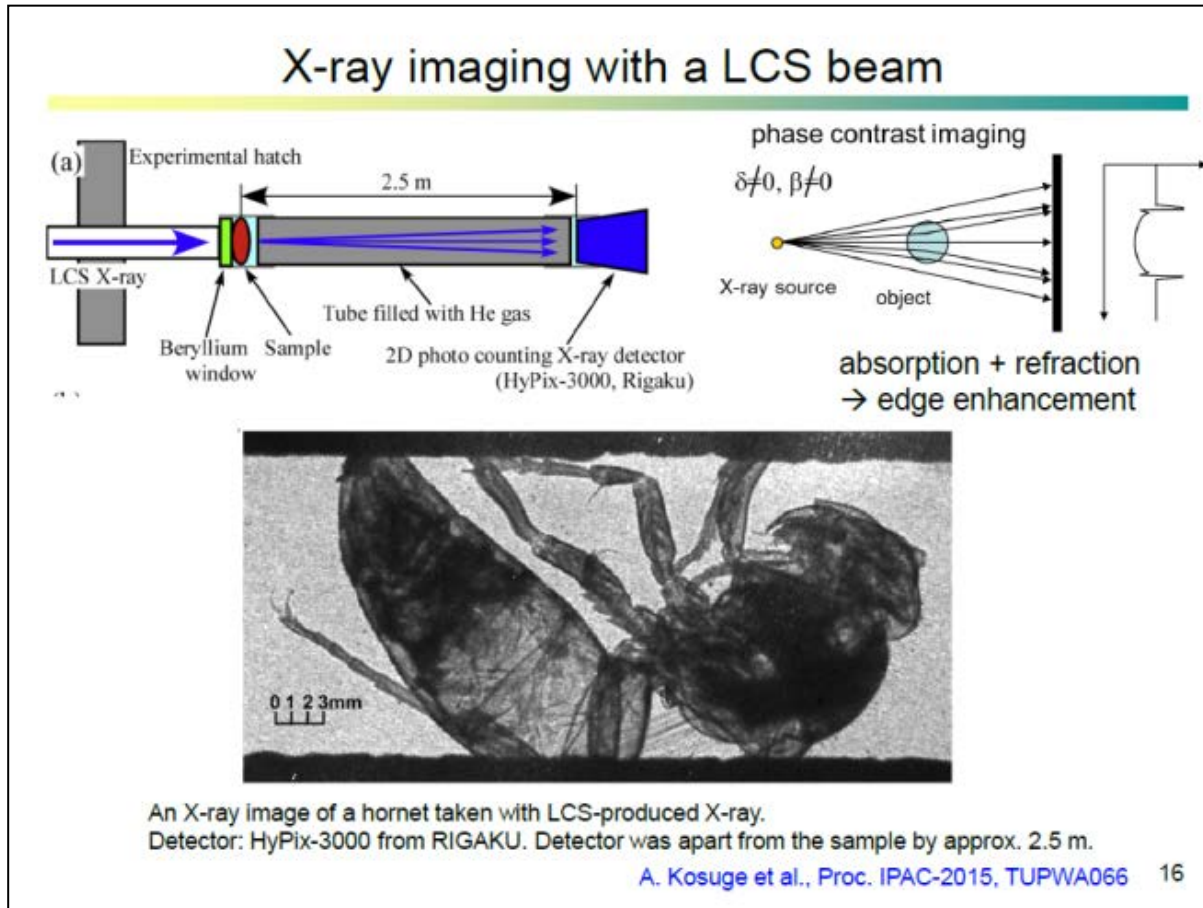 X-ray imaging with a LCS beam
(a)
Experimental hatch
2.5 m
LCS X-ray
Beryllium
window
Sample
Tube filled with He gas
2D photo counting X-ray detector
(HyPix-3000, Rigaku)
phase contrast imaging
δ≠0, β≠0
X-ray source
object
absorption + refraction
→ edge enhancement
0 1 2 3mm
An X-ray image of a hornet taken with LCS-produced X-ray.
Detector: HyPix-3000 from RIGAKU. Detector was apart from the sample by approx. 2.5 m.
A. Kosuge et al., Proc. IPAC-2015, TUPWA066
16